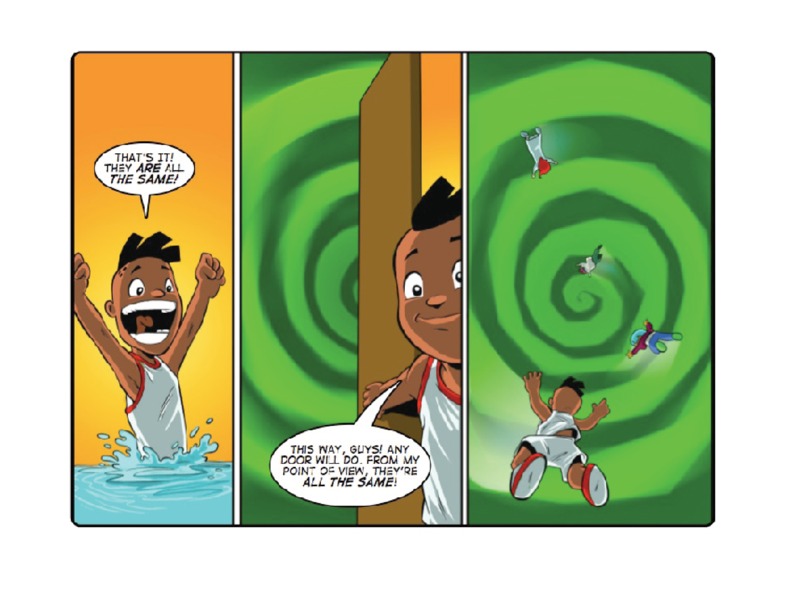 THAT'S IT!
THEY ARE ALL
THE SAME!
THIS WAY, GUYS! ANY
DOOR WILL DO. FROM MY
POINT OF VIEW, THEY'RE
ALL THE SAME!